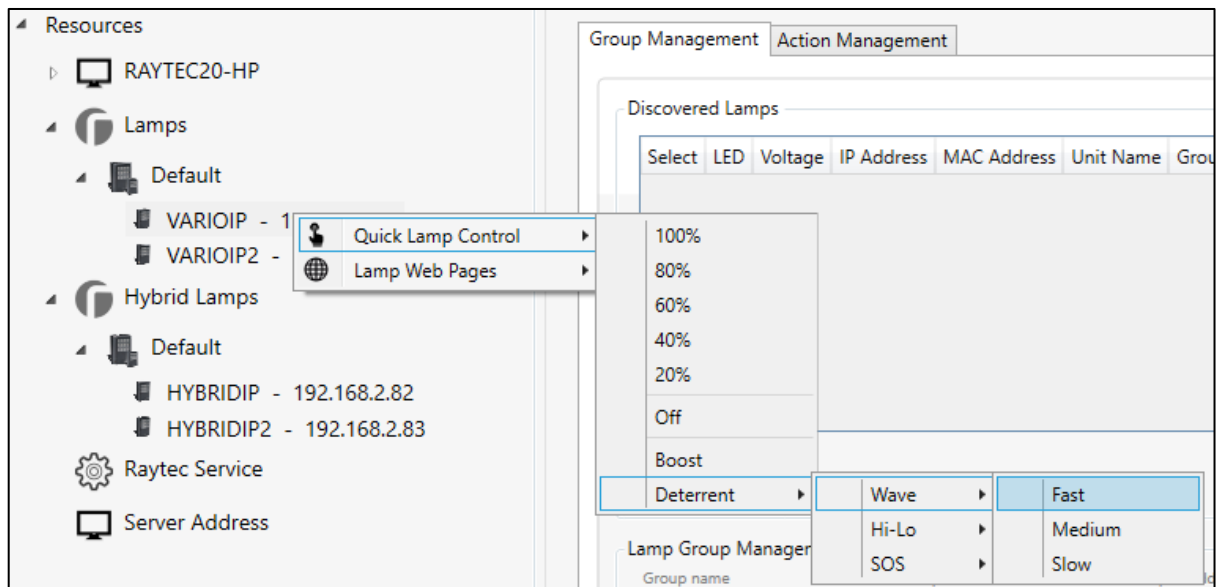 Resources
RAYTEC20-HP
Lamps
Default
VARIOIP - 1
VARIOIP2 -
Hybrid Lamps
Default
HYBRIDIP - 192.168.2.82
HYBRIDIP2 - 192.168.2.83
Raytec Service
Server Address
Quick Lamp Control
Lamp Web Pages
Group Management Action Management
Discovered Lamps
Select LED Voltage IP Address MAC Address Unit Name Grou
100%
80%
60%
40%
20%
Off
Boost
Deterrent
Wave
Hi-Lo
SOS
Fast
Medium
Slow
Lamp Group Manager
Group name